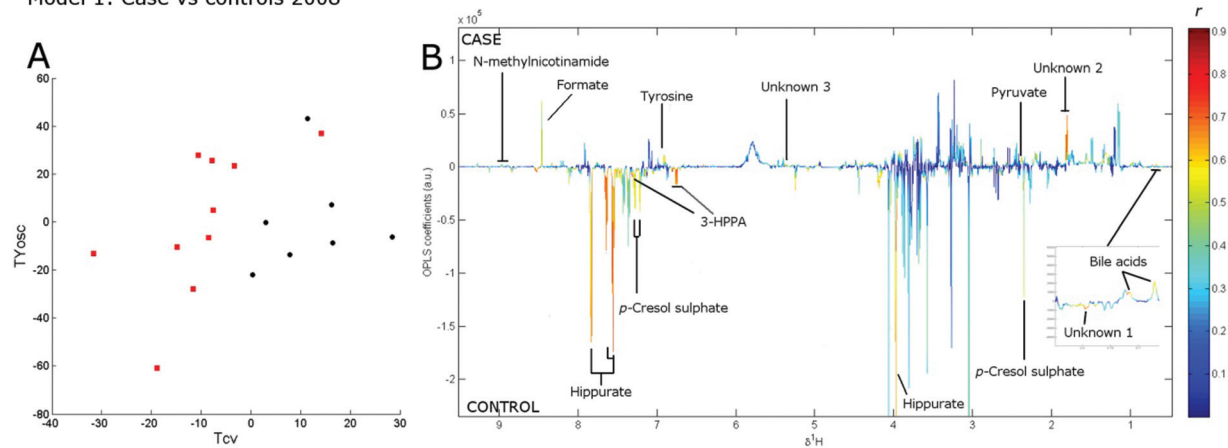 Model 1: Case vs controls 2008
A
60
40
20
0
-20
-40
-60
-80
-40
-30
-20
-10
0
10
20
30
TYosc
Tcv
B
x 10⁵
CASE
1
0.5
0
-0.5
-1
-1.5
-2
OPLS coefficients (a.u.)
N-methylnicotinamide
Formate
Tyrosine
Unknown 3
Pyruvate
Unknown 2
3-HPPA
p-Cresol sulphate
Hippurate
Hippurate
p-Cresol sulphate
Bile acids
Unknown 1
CONTROL
9
8
7
6
5
4
3
2
1
δ¹H
r
0.9
0.8
0.7
0.6
0.5
0.4
0.3
0.2
0.1